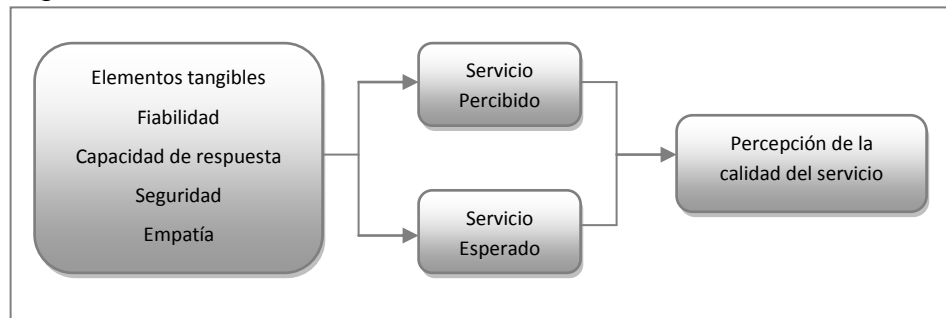 Elementos tangibles
Fiabilidad
Capacidad de respuesta
Seguridad
Empatía
Servicio
Percibido
Servicio
Esperado
Percepción de la
calidad del servicio